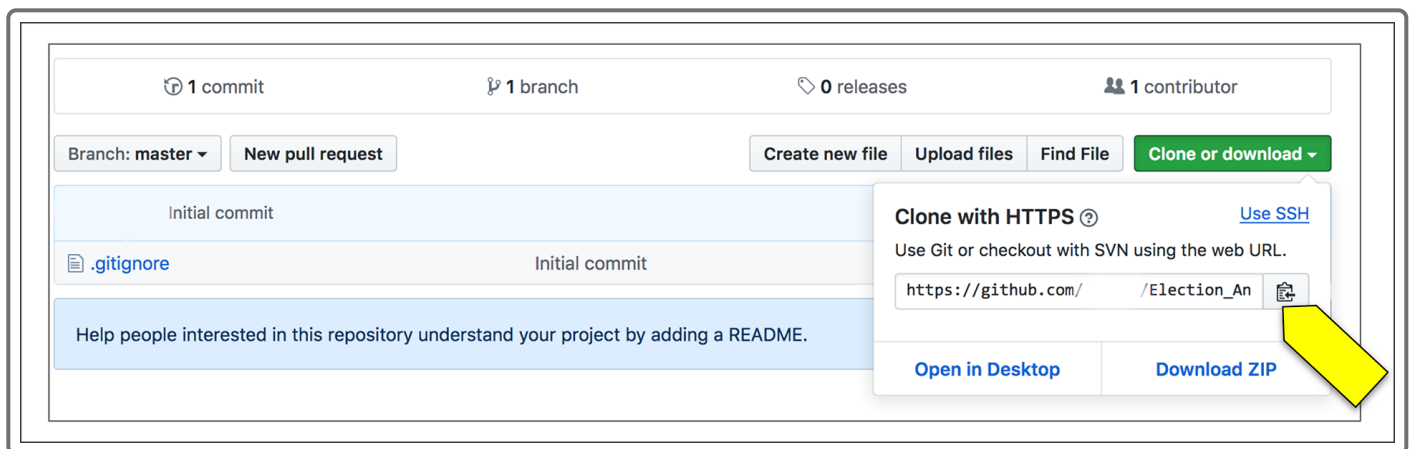 1 commit 1 branch 0 releases 1 contributor
Branch: master New pull request Create new file Upload files Find File Clone or download
Initial commit
.gitignore Initial commit
Help people interested in this repository understand your project by adding a README.
Clone with HTTPS ? Use SSH
Use Git or checkout with SVN using the web URL.
https://github.com/ /Election_An
Open in Desktop Download ZIP